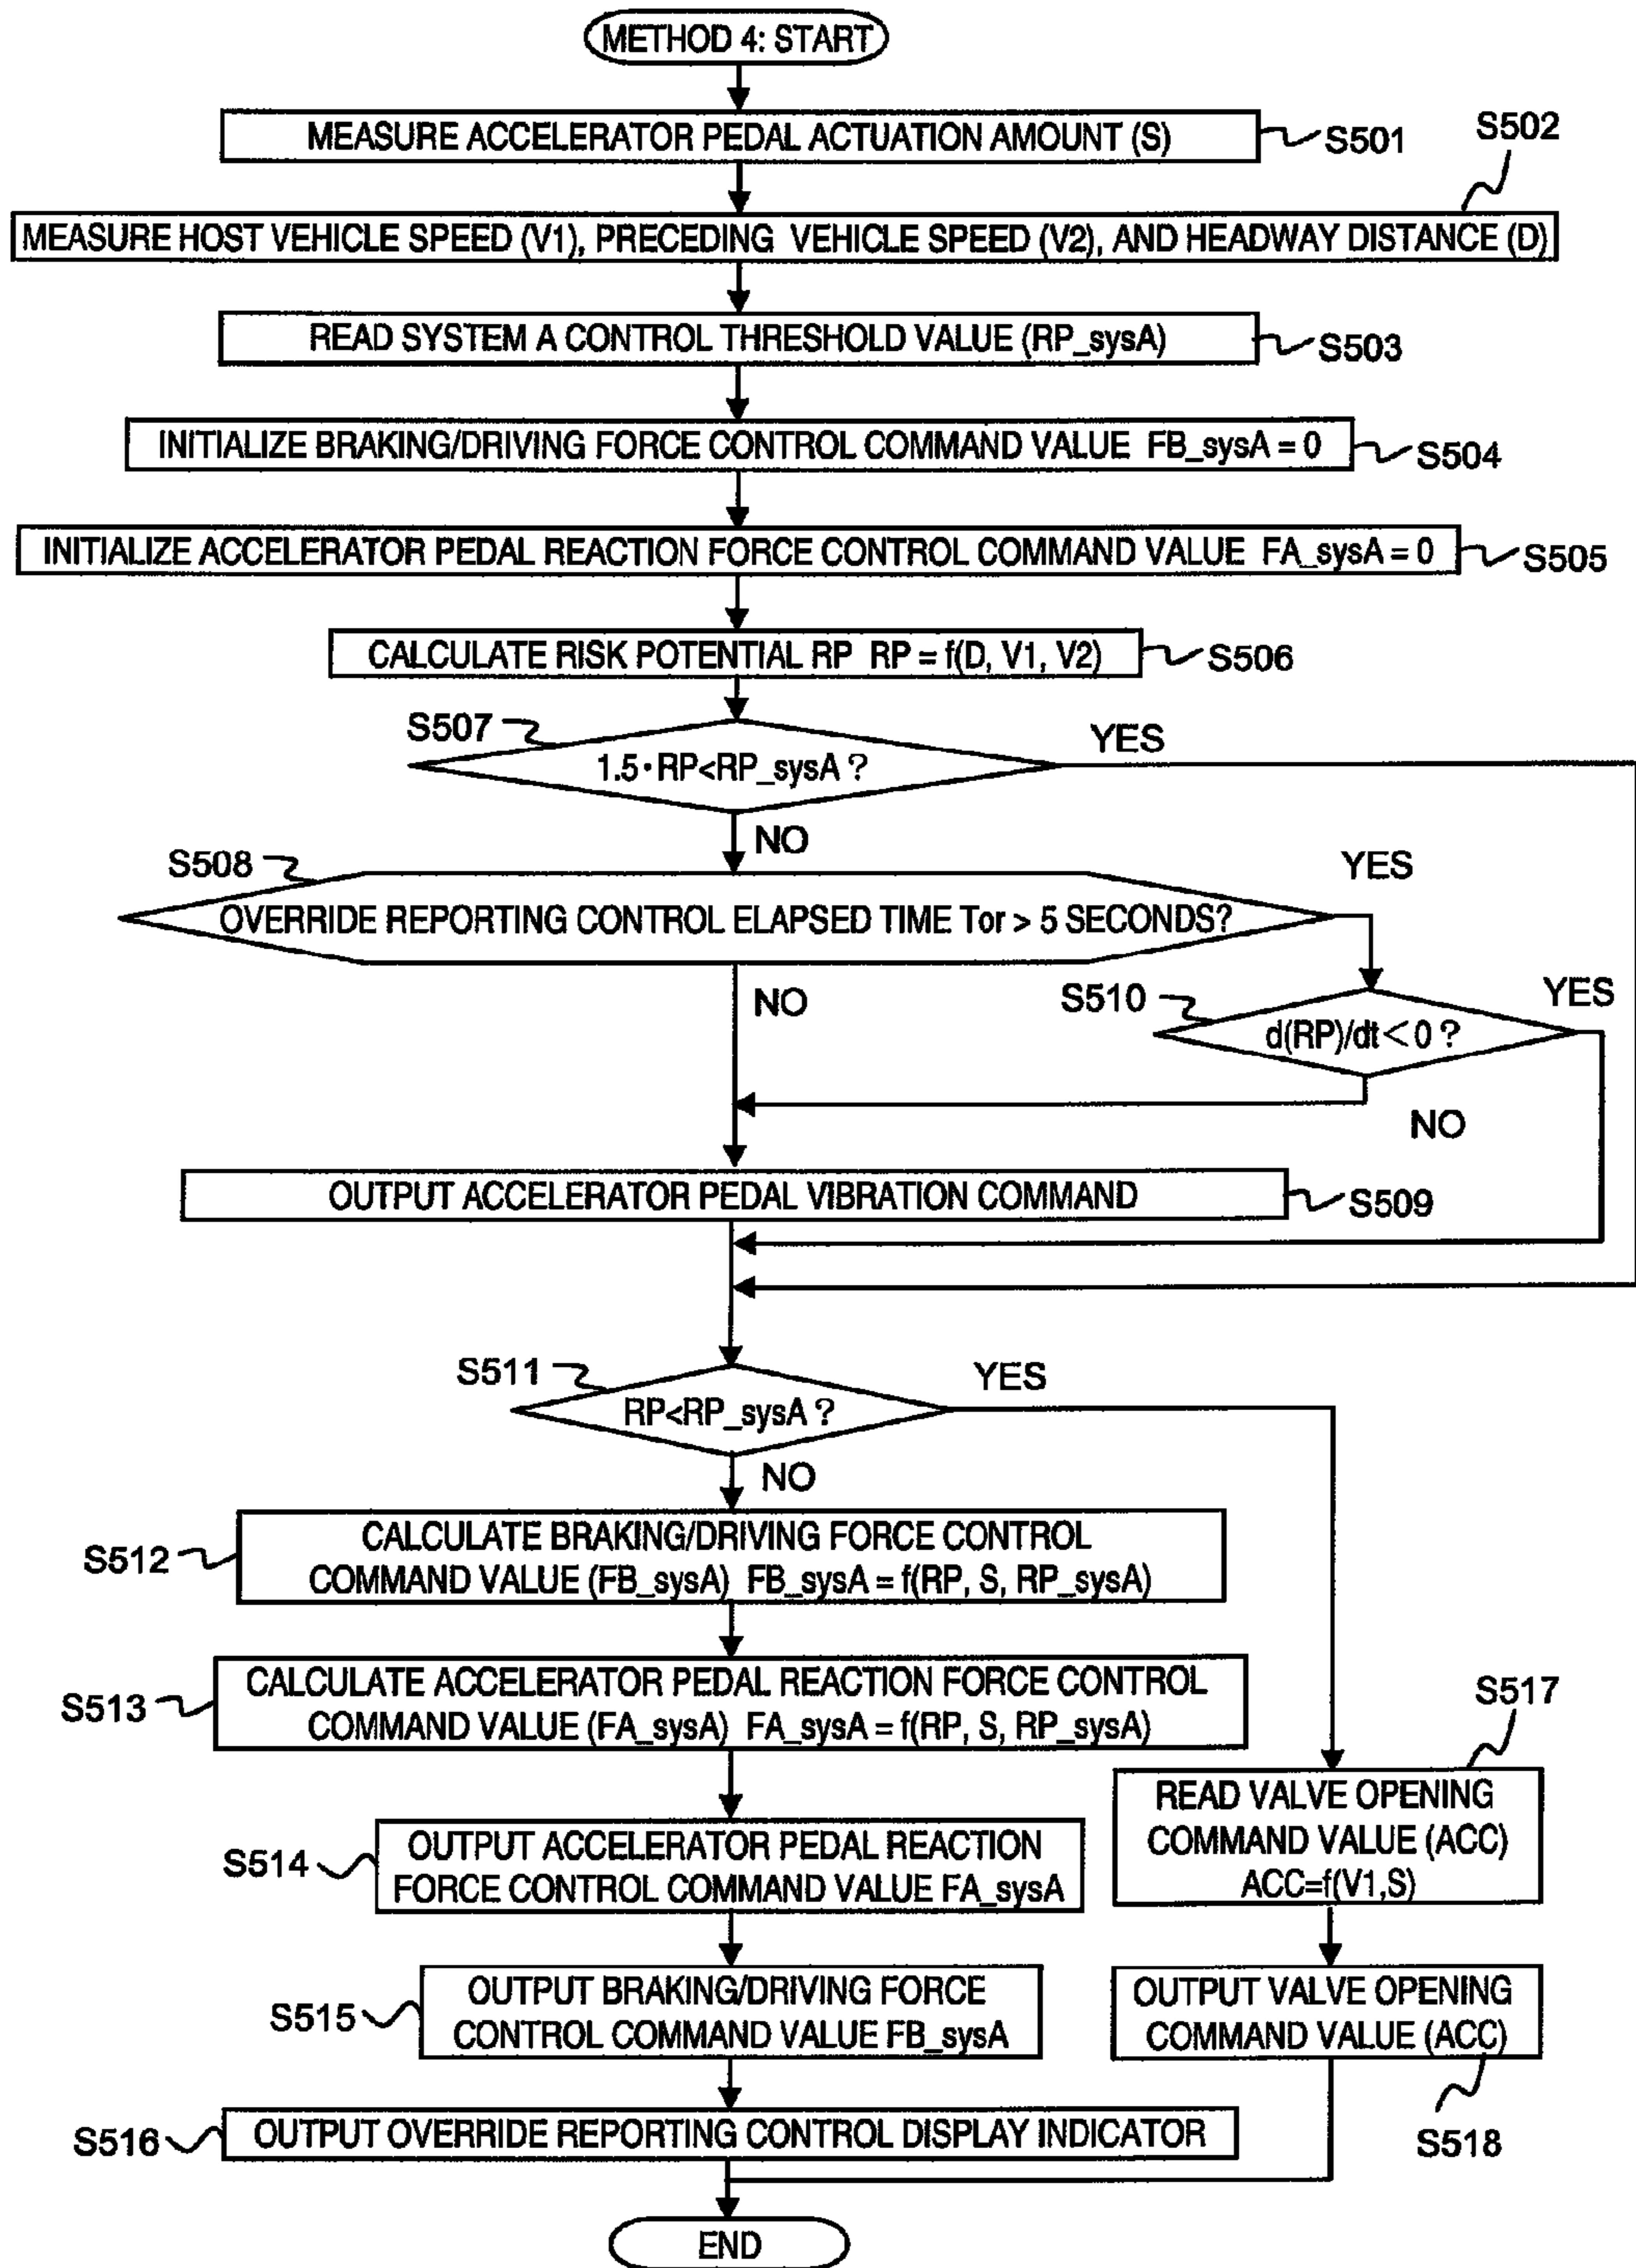 METHOD 4: START
MEASURE ACCELERATOR PEDAL ACTUATION AMOUNT (S)
S501
S502
MEASURE HOST VEHICLE SPEED (V1), PRECEDING VEHICLE SPEED (V2), AND HEADWAY DISTANCE (D)
READ SYSTEM A CONTROL THRESHOLD VALUE (RP_sysA)
S503
INITIALIZE BRAKING/DRIVING FORCE CONTROL COMMAND VALUE FB_sysA = 0
S504
INITIALIZE ACCELERATOR PEDAL REACTION FORCE CONTROL COMMAND VALUE FA_sysA = 0
S505
CALCULATE RISK POTENTIAL RP RP = f(D, V1, V2)
S506
S507
1.5·RP<RP_sysA ?
YES
NO
S508
OVERRIDE REPORTING CONTROL ELAPSED TIME Tor > 5 SECONDS?
YES
NO
S510
d(RP)/dt<0 ?
YES
NO
OUTPUT ACCELERATOR PEDAL VIBRATION COMMAND
S509
S511
RP<RP_sysA ?
YES
NO
S512
CALCULATE BRAKING/DRIVING FORCE CONTROL
COMMAND VALUE (FB_sysA) FB_sysA = f(RP, S, RP_sysA)
S513
CALCULATE ACCELERATOR PEDAL REACTION FORCE CONTROL
COMMAND VALUE (FA_sysA) FA_sysA = f(RP, S, RP_sysA)
S514
OUTPUT ACCELERATOR PEDAL REACTION
FORCE CONTROL COMMAND VALUE FA_sysA
S515
OUTPUT BRAKING/DRIVING FORCE
CONTROL COMMAND VALUE FB_sysA
S516
OUTPUT OVERRIDE REPORTING CONTROL DISPLAY INDICATOR
S517
READ VALVE OPENING
COMMAND VALUE (ACC)
ACC=f(V1,S)
OUTPUT VALVE OPENING
COMMAND VALUE (ACC)
S518
END